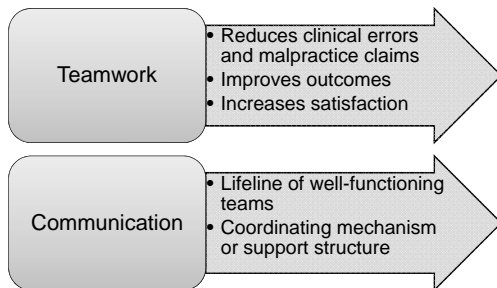 Teamwork
• Reduces clinical errors
and malpractice claims
• Improves outcomes
• Increases satisfaction
Communication
• Lifeline of well-functioning
teams
• Coordinating mechanism
or support structure